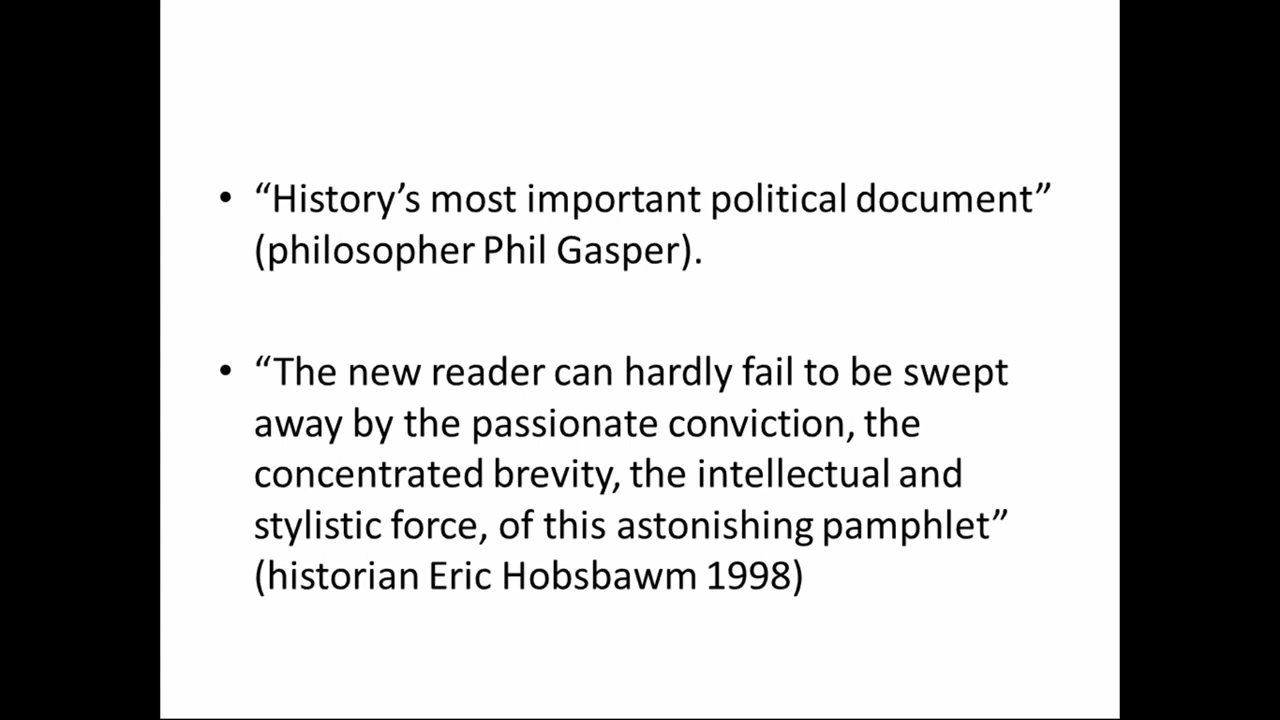 • “History’s most important political document”
(philosopher Phil Gasper).
• “The new reader can hardly fail to be swept
away by the passionate conviction, the
concentrated brevity, the intellectual and
stylistic force, of this astonishing pamphlet”
(historian Eric Hobsbawm 1998)